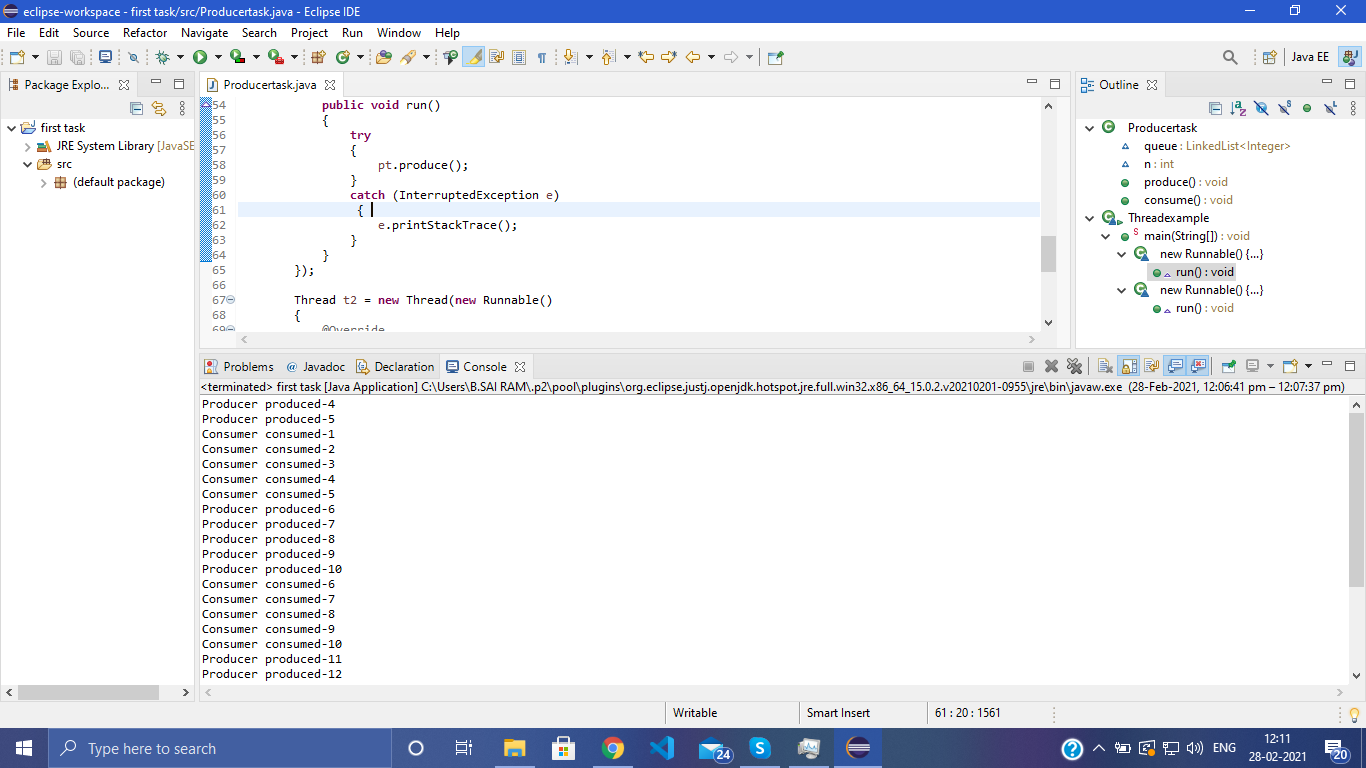 eclipse-workspace - first task/src/Producertask.java - Eclipse IDE
File Edit Source Refactor Navigate Search Project Run Window Help
Java EE
Package Explo...
first task
JRE System Library [JavaSE
src
(default package)
Producertask.java
54 public void run()
55 {
56 try
57 {
58 pt.produce();
59 }
60 catch (InterruptedException e)
61 {
62 e.printStackTrace();
63 }
64 }
65 });
66
67 Thread t2 = new Thread(new Runnable()
68 {
69 @Override
Outline
Producertask
queue : LinkedList<Integer>
n : int
produce() : void
consume() : void
Threadexample
main(String[]) : void
new Runnable() {...}
run() : void
new Runnable() {...}
run() : void
Problems @ Javadoc Declaration Console
<terminated> first task [Java Application] C:\Users\B.SAI RAM\.p2\pool\plugins\org.eclipse.justj.openjdk.hotspot.jre.full.win32.x86_64_15.0.2.v20210201-0955\jre\bin\javaw.exe (28-Feb-2021, 12:06:41 pm – 12:07:37 pm)
Producer produced-4
Producer produced-5
Consumer consumed-1
Consumer consumed-2
Consumer consumed-3
Consumer consumed-4
Consumer consumed-5
Producer produced-6
Producer produced-7
Producer produced-8
Producer produced-9
Producer produced-10
Consumer consumed-6
Consumer consumed-7
Consumer consumed-8
Consumer consumed-9
Consumer consumed-10
Producer produced-11
Producer produced-12
Writable Smart Insert 61 : 20 : 1561
Type here to search
24
ENG
12:11
28-02-2021
20